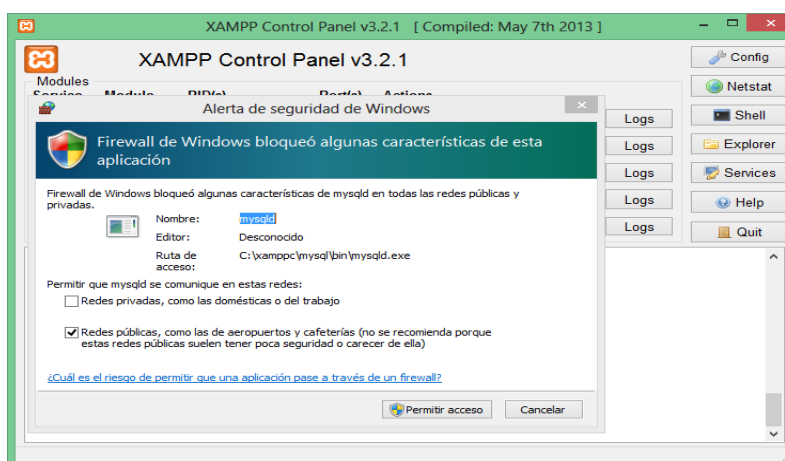 XAMPP Control Panel v3.2.1 [ Compiled: May 7th 2013 ]
XAMPP Control Panel v3.2.1
Config
Modules
Netstat
Service Module PID(s) Port(s) Actions
Alerta de seguridad de Windows
Logs
Shell
Firewall de Windows bloqueó algunas características de esta
aplicación
Logs
Explorer
Logs
Services
Firewall de Windows bloqueó algunas características de mysqld en todas las redes públicas y
privadas.
Logs
Help
Nombre: mysqld
Logs
Quit
Editor: Desconocido
Ruta de
acceso: C:\xamppc\mysql\bin\mysqld.exe
Permitir que mysqld se comunique en estas redes:
Redes privadas, como las domésticas o del trabajo
Redes públicas, como las de aeropuertos y cafeterías (no se recomienda porque
estas redes públicas suelen tener poca seguridad o carecer de ella)
¿Cuál es el riesgo de permitir que una aplicación pase a través de un firewall?
Permitir acceso
Cancelar